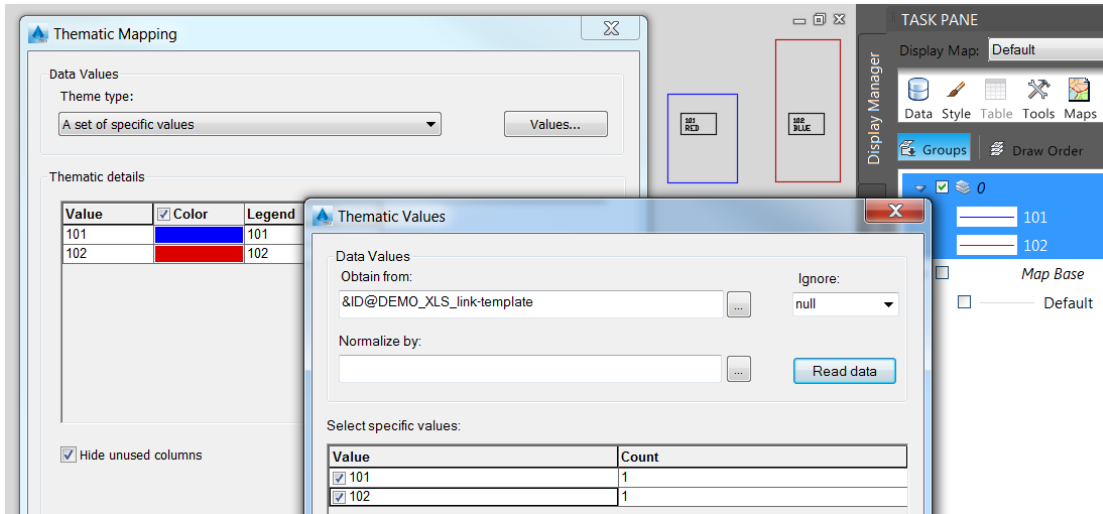 Thematic Mapping
Data Values
Theme type:
A set of specific values
Values...
Thematic details
Value Color Legend
101 101
102 102
Hide unused columns
Thematic Values
Data Values
Obtain from:
&ID@DEMO_XLS_link-template
...
Ignore:
null
Normalize by:
...
Read data
Select specific values:
Value Count
101 1
102 1
101
RED
102
BLUE
Display Manager
TASK PANE
Display Map: Default
Data Style Table Tools Maps
Groups Draw Order
0
101
102
Map Base
Default